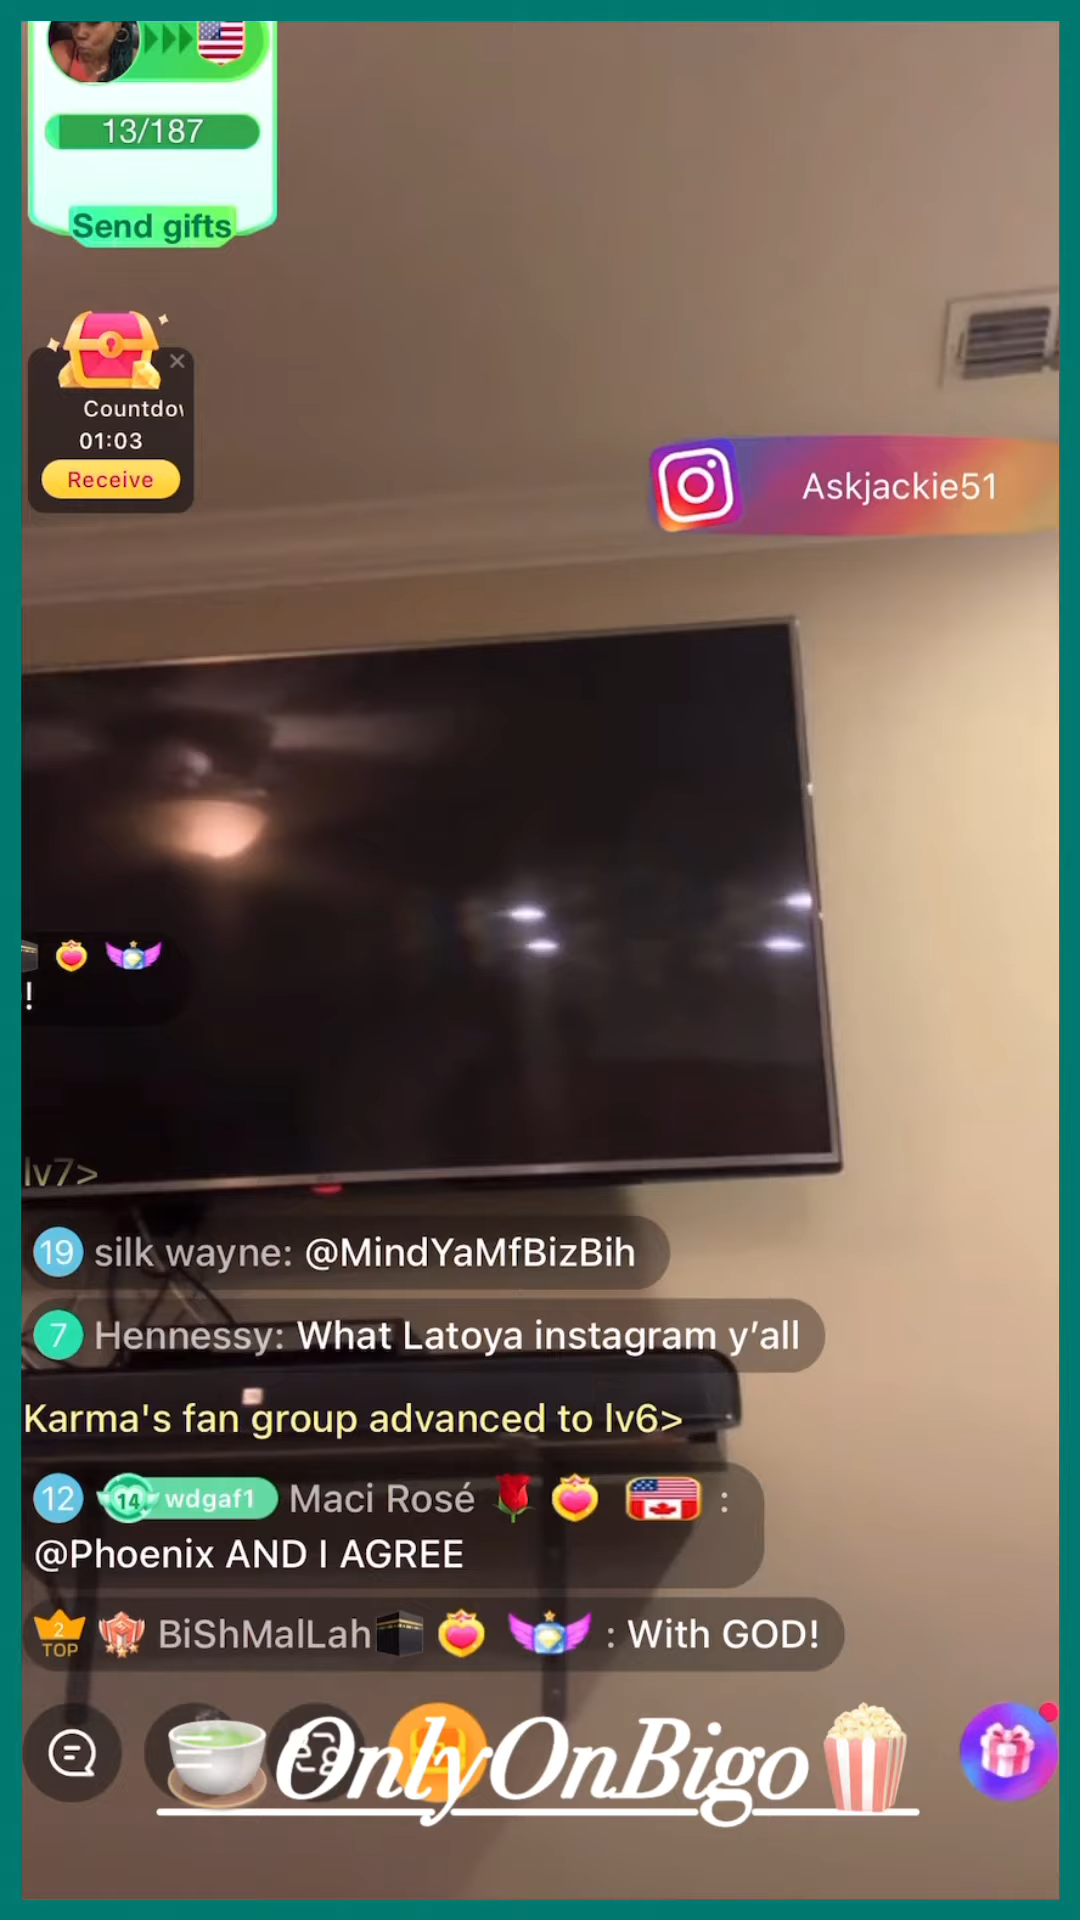 13/187
Send gifts
Countdov
01:03
Receive
Askjackie51
!
lv7>
19 silk wayne: @MindYaMfBizBih
7 Hennessy: What Latoya instagram y’all
Karma's fan group advanced to lv6>
12 14 wdgaf1 Maci Rosé :
@Phoenix AND I AGREE
2 TOP BiShMalLah : With GOD!
OnlyOnBigo